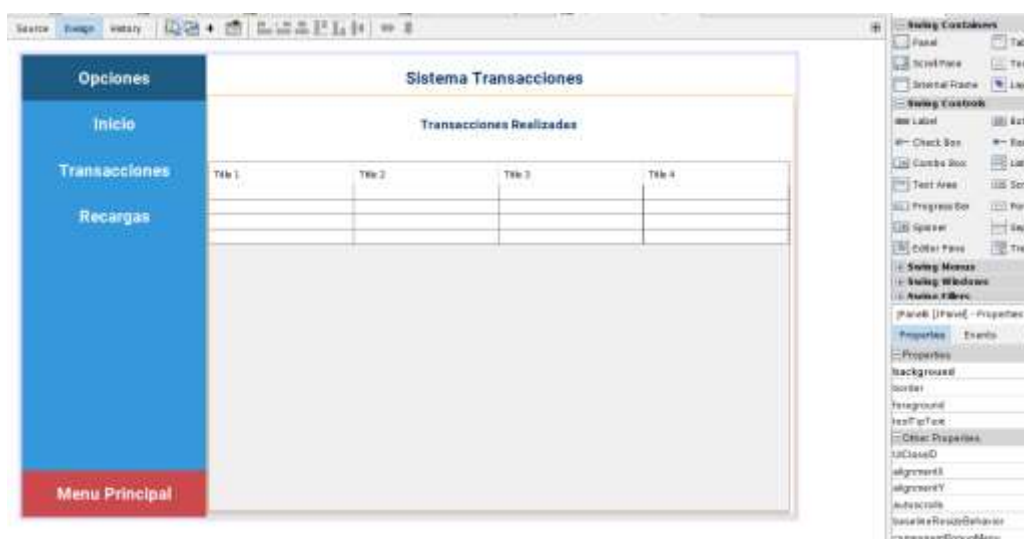 Source Design History
Swing Containers
Panel
Scroll Pane
Internal Frame
Swing Controls
Label
Check Box
Combo Box
Text Area
Progress Bar
Spinner
Editor Pane
Swing Menus
Swing Windows
Swing Fillers
Opciones
Inicio
Transacciones
Recargas
Menu Principal
Sistema Transacciones
Transacciones Realizadas
Title 1 Title 2 Title 3 Title 4
Properties Events
Properties
background
border
foreground
toolTipText
Other Properties
UIClassID
alignmentX
alignmentY
autoscrolls
baselineResizeBehavior